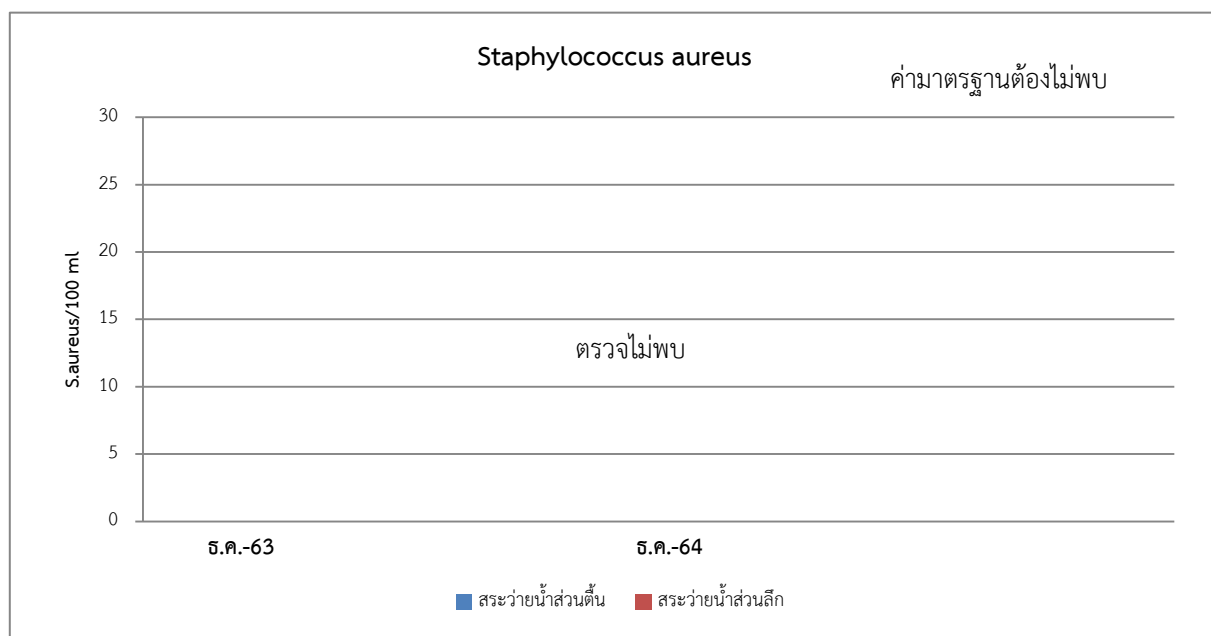 Staphylococcus aureus
ค่ามาตรฐานต้องไม่พบ
S.aureus/100 ml
30
25
20
15
10
5
0
ตรวจไม่พบ
ธ.ค.-63 ธ.ค.-64
สระว่ายน้ำส่วนตื้น สระว่ายน้ำส่วนลึก